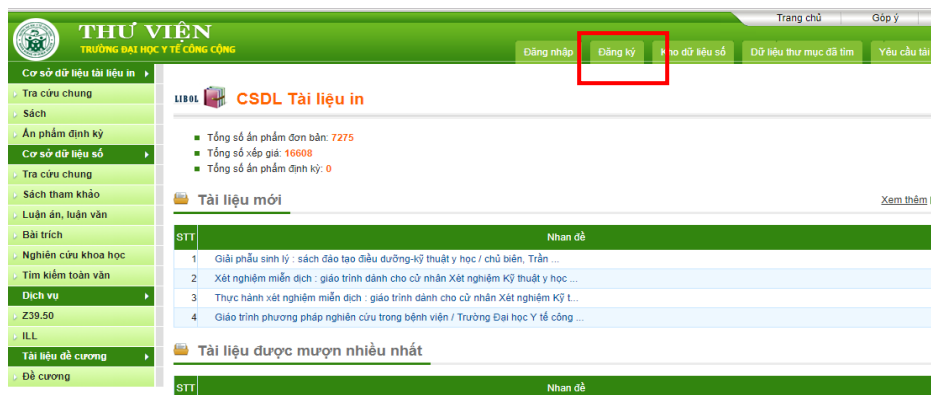 Trang chủ Góp ý
THƯ VIỆN
TRƯỜNG ĐẠI HỌC Y TẾ CÔNG CỘNG
Đăng nhập Đăng ký Kho dữ liệu số Dữ liệu thư mục đã tìm Yêu cầu tài
Cơ sở dữ liệu tài liệu in
Tra cứu chung
Sách
Ấn phẩm định kỳ
Cơ sở dữ liệu số
Tra cứu chung
Sách tham khảo
Luận án, luận văn
Bài trích
Nghiên cứu khoa học
Tìm kiếm toàn văn
Dịch vụ
Z39.50
ILL
Tài liệu đề cương
Đề cương
LIBOL CSDL Tài liệu in
Tổng số ấn phẩm đơn bản: 7275
Tổng số xếp giá: 16608
Tổng số ấn phẩm định kỳ: 0
Tài liệu mới
Xem thêm
STT Nhan đề
1 Giải phẫu sinh lý : sách đào tạo điều dưỡng-kỹ thuật y học / chủ biên, Trần ...
2 Xét nghiệm miễn dịch : giáo trình dành cho cử nhân Xét nghiệm Kỹ thuật y học ...
3 Thực hành xét nghiệm miễn dịch : giáo trình dành cho cử nhân Xét nghiệm Kỹ t...
4 Giáo trình phương pháp nghiên cứu trong bệnh viện / Trường Đại học Y tế công ...
Tài liệu được mượn nhiều nhất
STT Nhan đề